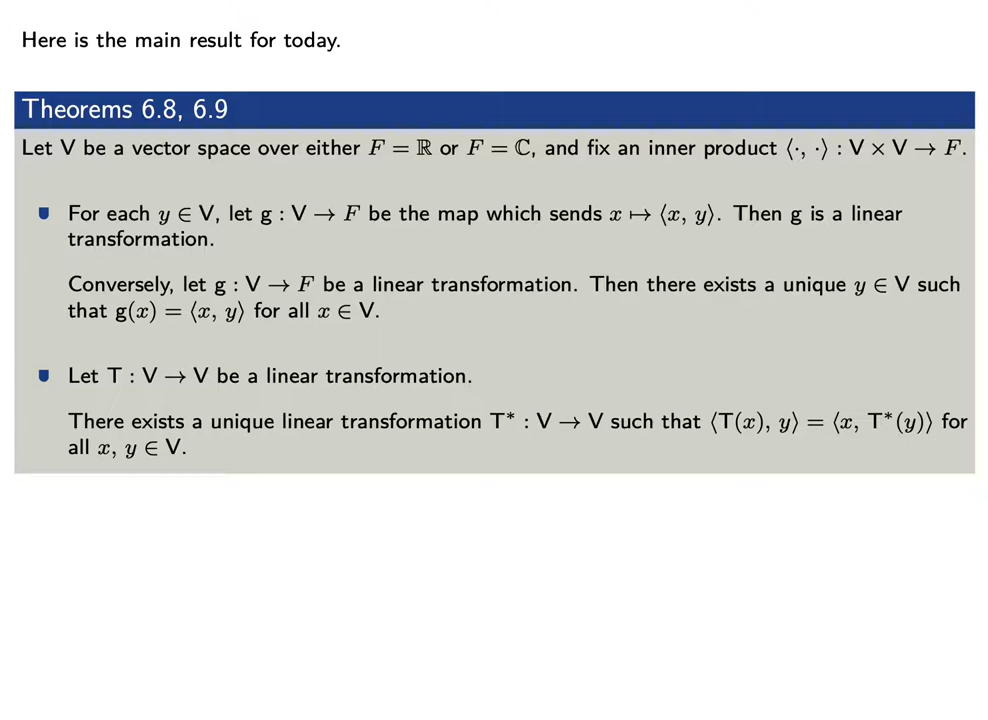 Here is the main result for today.
Theorems 6.8, 6.9
Let V be a vector space over either F = ℝ or F = ℂ, and fix an inner product ⟨·, ·⟩ : V × V → F.
For each y ∈ V, let g : V → F be the map which sends x ↦ ⟨x, y⟩. Then g is a linear
transformation.
Conversely, let g : V → F be a linear transformation. Then there exists a unique y ∈ V such
that g(x) = ⟨x, y⟩ for all x ∈ V.
Let T : V → V be a linear transformation.
There exists a unique linear transformation T* : V → V such that ⟨T(x), y⟩ = ⟨x, T*(y)⟩ for
all x, y ∈ V.